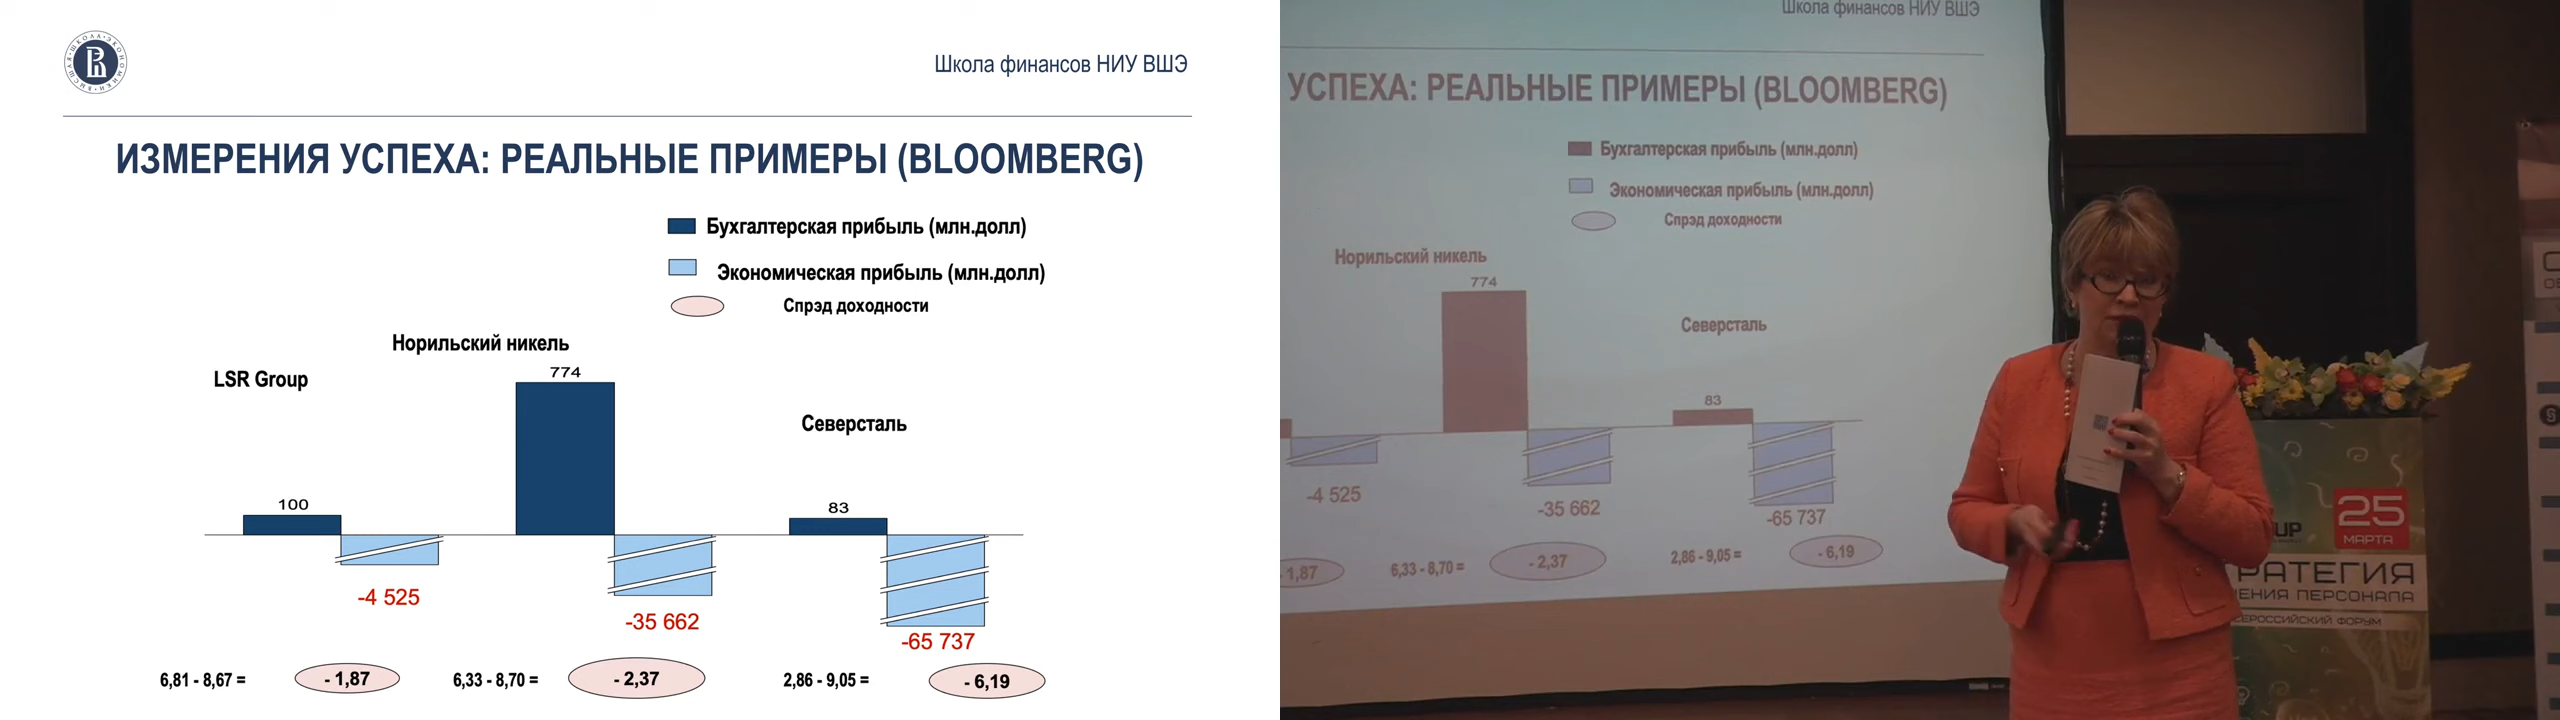 Школа финансов НИУ ВШЭ
ИЗМЕРЕНИЯ УСПЕХА: РЕАЛЬНЫЕ ПРИМЕРЫ (BLOOMBERG)
Бухгалтерская прибыль (млн.долл)
Экономическая прибыль (млн.долл)
Спрэд доходности
LSR Group
Норильский никель
Северсталь
100
774
83
-4 525
-35 662
-65 737
6,81 - 8,67 =
- 1,87
6,33 - 8,70 =
- 2,37
2,86 - 9,05 =
- 6,19
Школа финансов НИУ ВШЭ
УСПЕХА: РЕАЛЬНЫЕ ПРИМЕРЫ (BLOOMBERG)
Бухгалтерская прибыль (млн.долл)
Экономическая прибыль (млн.долл)
Спрэд доходности
Норильский никель
Северсталь
774
83
-4 525
-35 662
-65 737
1,87
6,33 - 8,70 =
- 2,37
2,86 - 9,05 =
- 6,19
25
МАРТА
РАТЕГИЯ
ЕНИЯ ПЕРСОНАЛА
ЕРОССИЙСКИЙ ФОРУМ